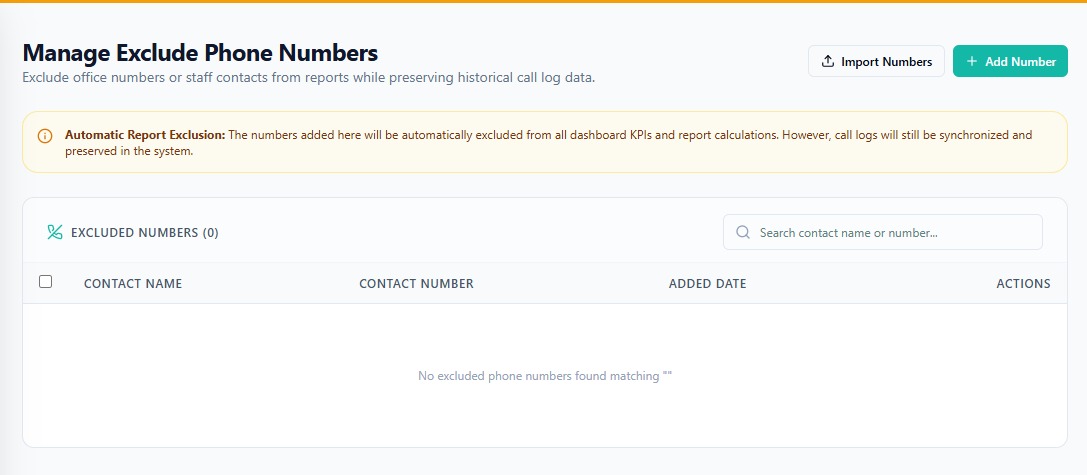 Manage Exclude Phone Numbers
Exclude office numbers or staff contacts from reports while preserving historical call log data.
Import Numbers
Add Number
Automatic Report Exclusion: The numbers added here will be automatically excluded from all dashboard KPIs and report calculations. However, call logs will still be synchronized and
preserved in the system.
EXCLUDED NUMBERS (0)
Search contact name or number...
CONTACT NAME CONTACT NUMBER ADDED DATE ACTIONS
No excluded phone numbers found matching ""